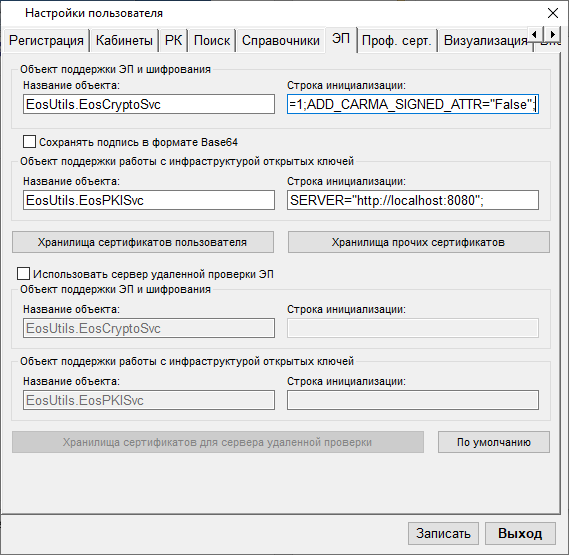 Настройки пользователя
Регистрация Кабинеты РК Поиск Справочники ЭП Проф. серт. Визуализация
Объект поддержки ЭП и шифрования
Название объекта: Строка инициализации:
EosUtils.EosCryptoSvc =1;ADD_CARMA_SIGNED_ATTR="False";
Сохранять подпись в формате Base64
Объект поддержки работы с инфраструктурой открытых ключей
Название объекта: Строка инициализации:
EosUtils.EosPKISvc SERVER="http://localhost:8080";
Хранилища сертификатов пользователя Хранилища прочих сертификатов
Использовать сервер удаленной проверки ЭП
Объект поддержки ЭП и шифрования
Название объекта: Строка инициализации:
EosUtils.EosCryptoSvc
Объект поддержки работы с инфраструктурой открытых ключей
Название объекта: Строка инициализации:
EosUtils.EosPKISvc
Хранилища сертификатов для сервера удаленной проверки По умолчанию
Записать Выход